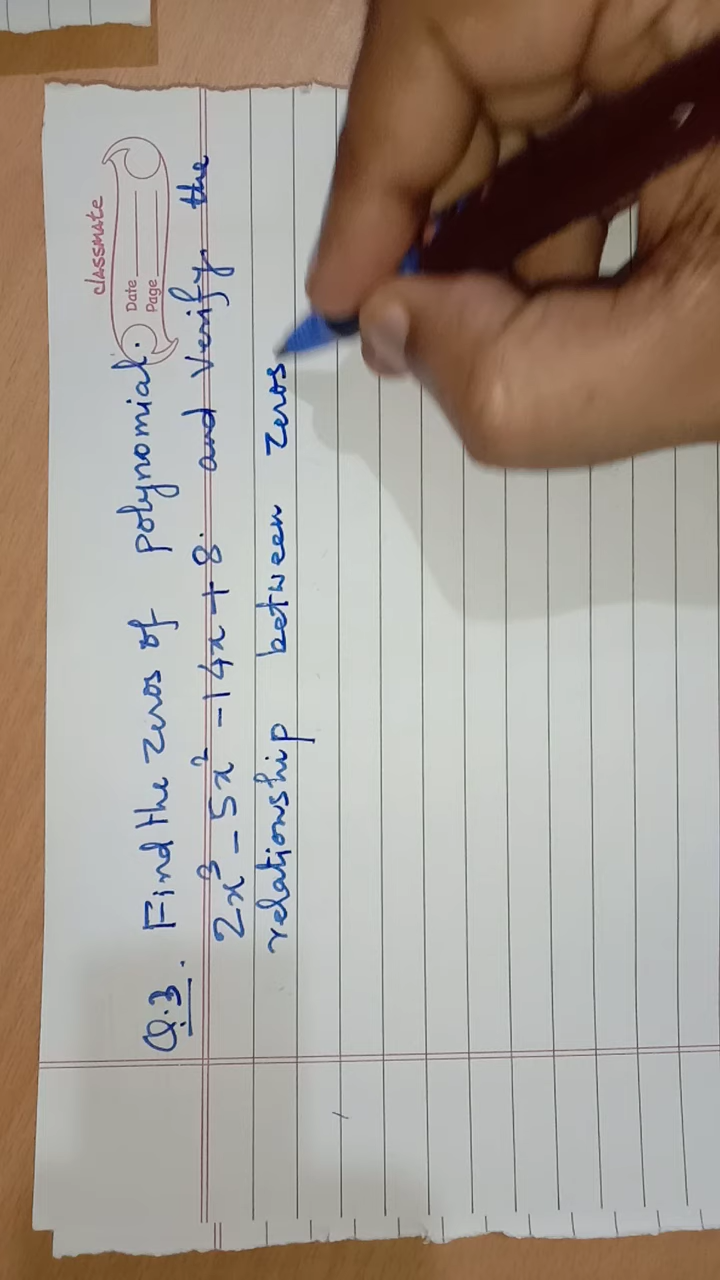 classmate
Date
Page
Q.3. Find the zeros of polynomial.
2x³ - 5x² - 14x + 8. and verify. the
relationship between zeros